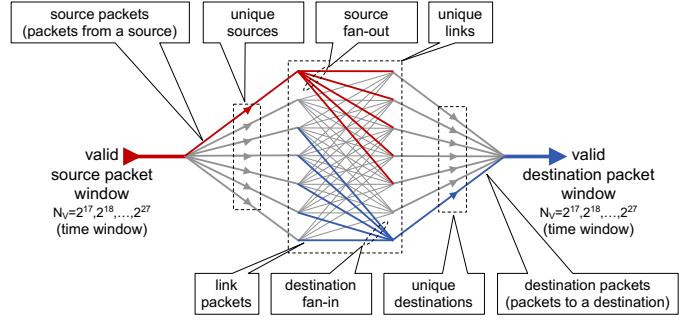 source packets
(packets from a source)
unique
sources
source
fan-out
unique
links
valid
source packet
window
N_V=2^17,2^18,…,2^27
(time window)
valid
destination packet
window
N_V=2^17,2^18,…,2^27
(time window)
link
packets
destination
fan-in
unique
destinations
destination packets
(packets to a destination)